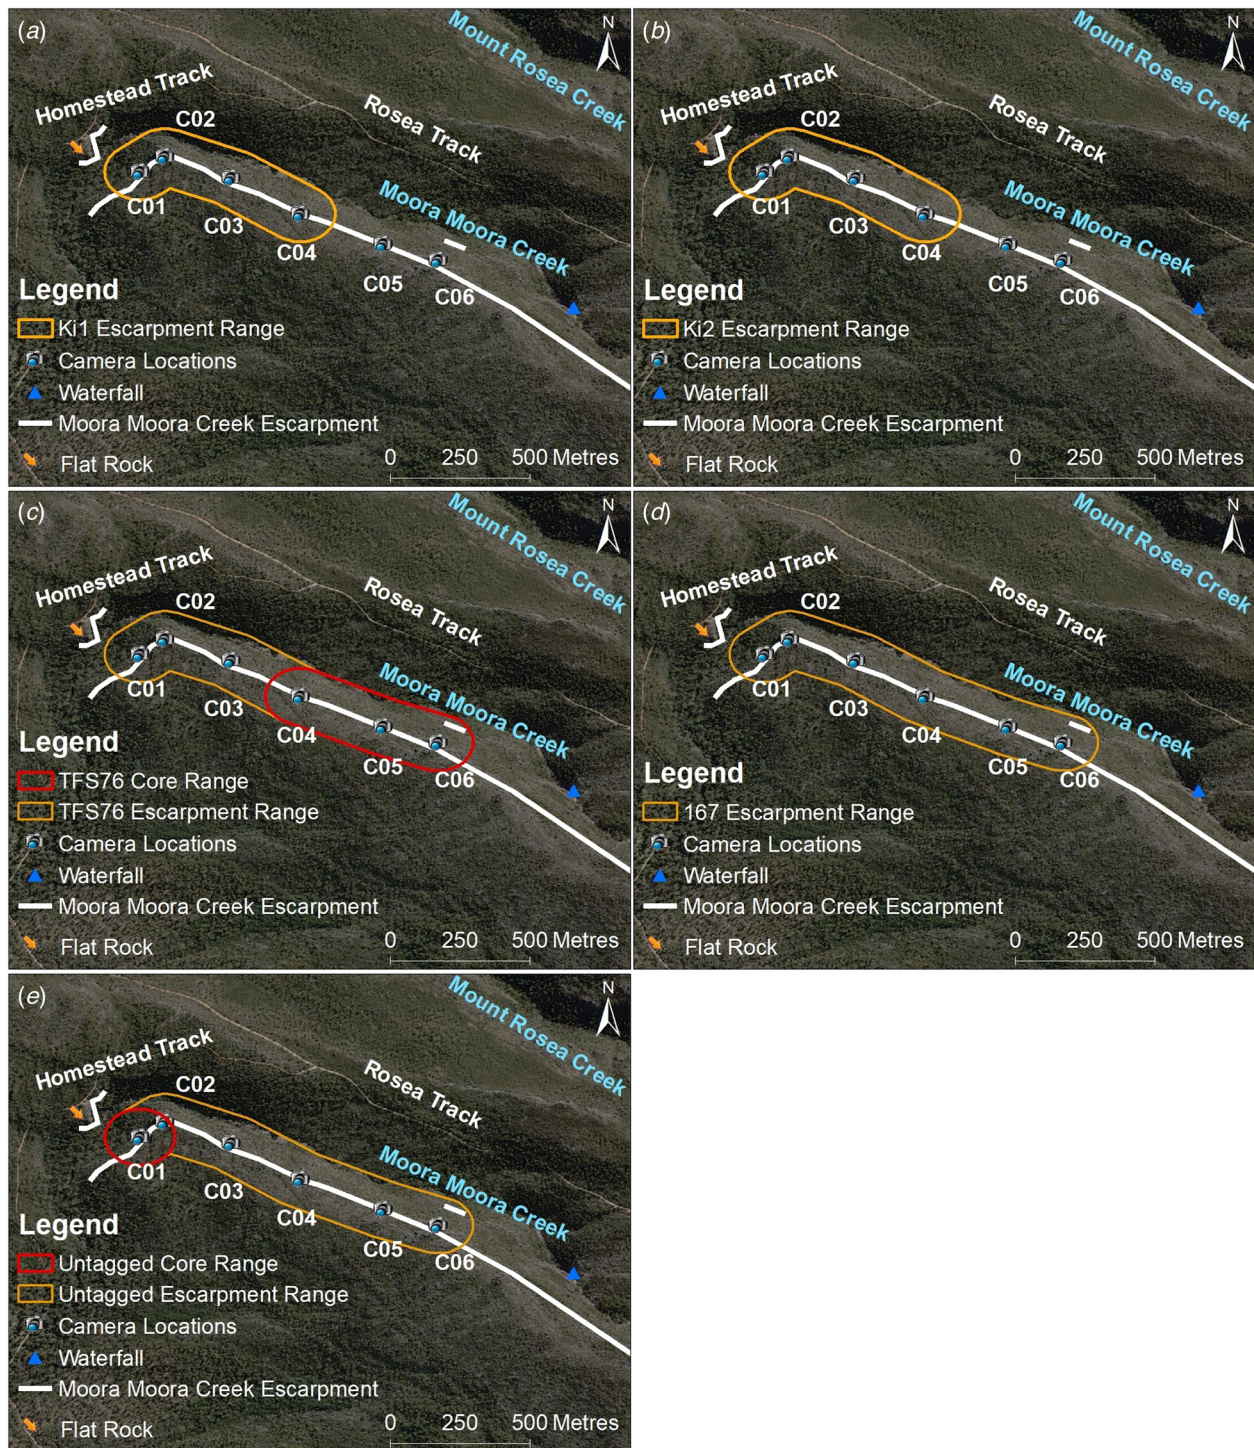 (a)
N
Mount Rosea Creek
Homestead Track
Rosea Track
C02
Moora Moora Creek
C01
C03
C04
C05
C06
Legend
Ki1 Escarpment Range
Camera Locations
Waterfall
Moora Moora Creek Escarpment
Flat Rock
0 250 500 Metres
(b)
N
Mount Rosea Creek
Homestead Track
Rosea Track
C02
Moora Moora Creek
C01
C03
C04
C05
C06
Legend
Ki2 Escarpment Range
Camera Locations
Waterfall
Moora Moora Creek Escarpment
Flat Rock
0 250 500 Metres
(c)
N
Mount Rosea Creek
Homestead Track
Rosea Track
C02
Moora Moora Creek
C01
C03
C04
C05
C06
Legend
TFS76 Core Range
TFS76 Escarpment Range
Camera Locations
Waterfall
Moora Moora Creek Escarpment
Flat Rock
0 250 500 Metres
(d)
N
Mount Rosea Creek
Homestead Track
Rosea Track
C02
Moora Moora Creek
C01
C03
C04
C05
C06
Legend
167 Escarpment Range
Camera Locations
Waterfall
Moora Moora Creek Escarpment
Flat Rock
0 250 500 Metres
(e)
N
Mount Rosea Creek
Homestead Track
Rosea Track
C02
Moora Moora Creek
C01
C03
C04
C05
C06
Legend
Untagged Core Range
Untagged Escarpment Range
Camera Locations
Waterfall
Moora Moora Creek Escarpment
Flat Rock
0 250 500 Metres